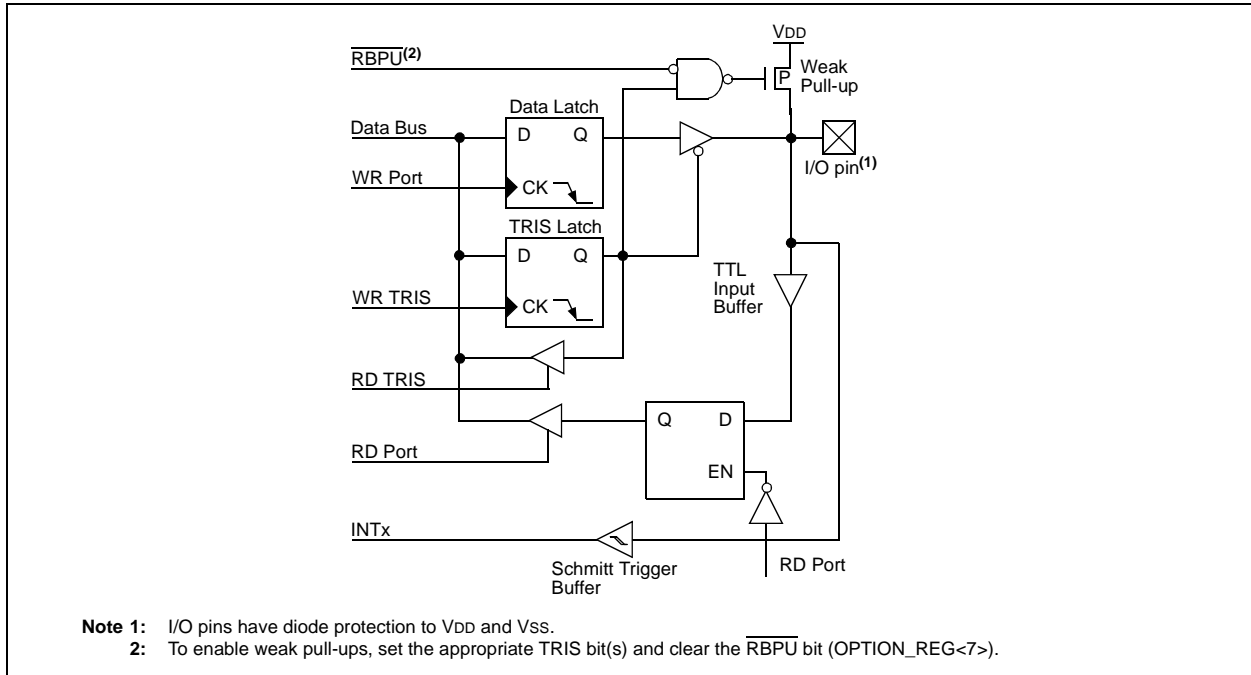 VDD
RBPU(2)
Weak
Pull-up
P
Data Latch
Data Bus
D Q
I/O pin(1)
WR Port
CK
TRIS Latch
D Q
TTL
Input
Buffer
WR TRIS
CK
RD TRIS
Q D
RD Port
EN
INTx
Schmitt Trigger
Buffer
RD Port
Note 1: I/O pins have diode protection to VDD and VSS.
2: To enable weak pull-ups, set the appropriate TRIS bit(s) and clear the RBPU bit (OPTION_REG<7>).